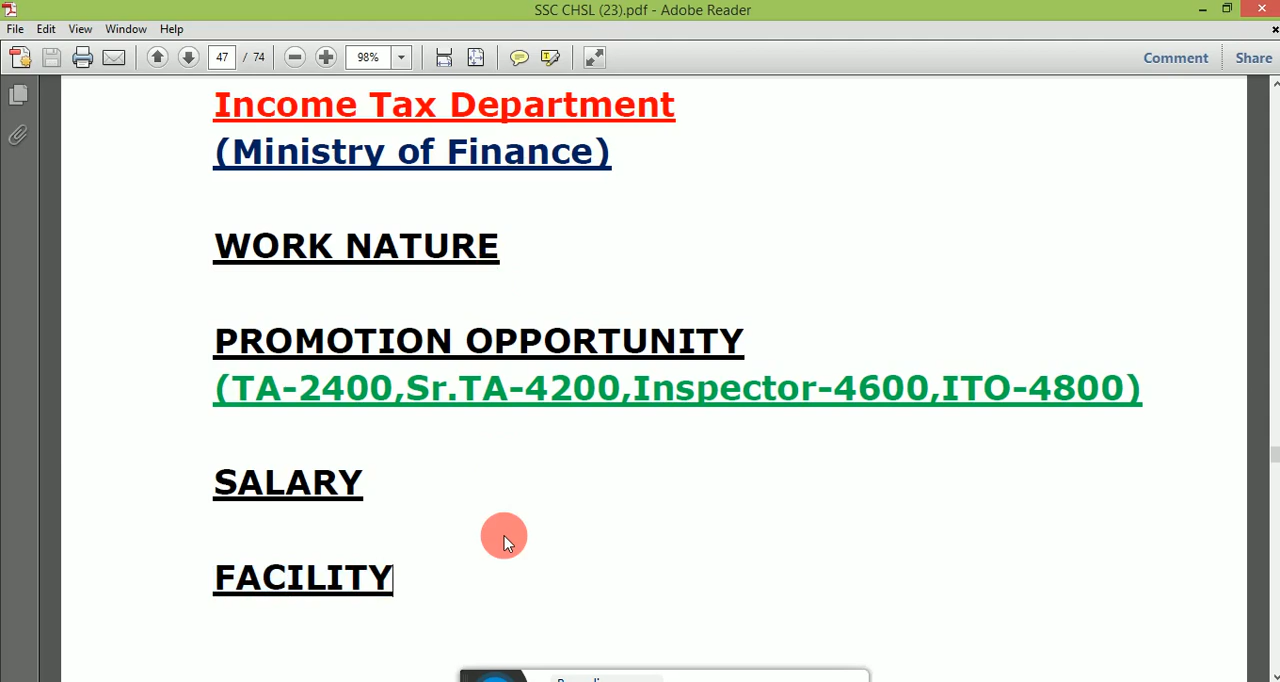 SSC CHSL (23).pdf - Adobe Reader
File Edit View Window Help
47 / 74 98% Comment Share
Income Tax Department
(Ministry of Finance)
WORK NATURE
PROMOTION OPPORTUNITY
(TA-2400,Sr.TA-4200,Inspector-4600,ITO-4800)
SALARY
FACILITY